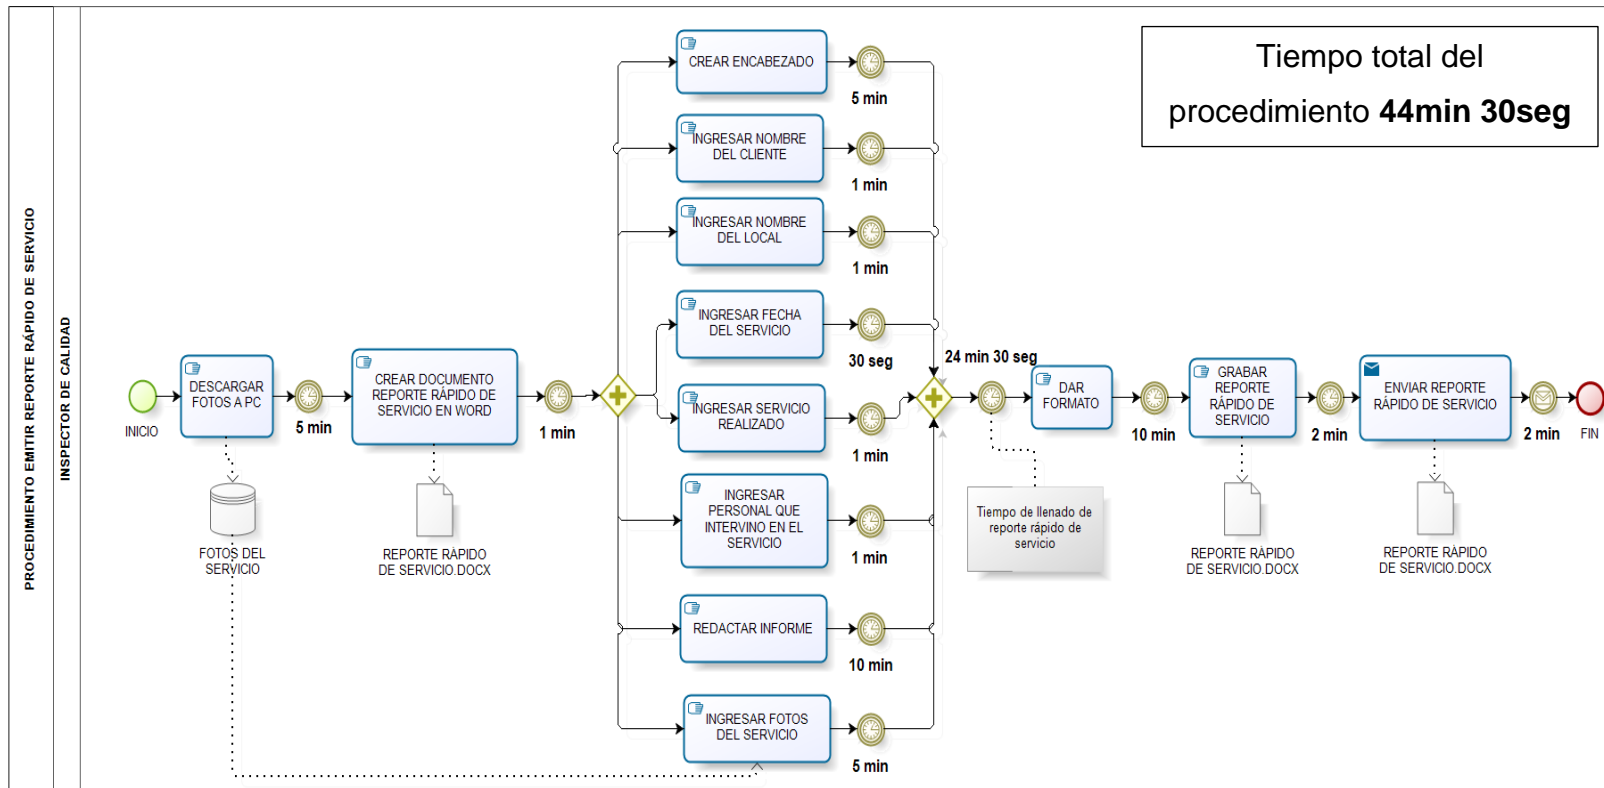 PROCEDIMIENTO EMITIR REPORTE RÁPIDO DE SERVICIO
INSPECTOR DE CALIDAD
Tiempo total del
procedimiento 44min 30seg
INICIO
DESCARGAR
FOTOS A PC
5 min
FOTOS DEL
SERVICIO
CREAR DOCUMENTO
REPORTE RÁPIDO DE
SERVICIO EN WORD
1 min
REPORTE RÀPIDO
DE SERVICIO.DOCX
CREAR ENCABEZADO
5 min
INGRESAR NOMBRE
DEL CLIENTE
1 min
INGRESAR NOMBRE
DEL LOCAL
1 min
INGRESAR FECHA
DEL SERVICIO
30 seg
INGRESAR SERVICIO
REALIZADO
1 min
INGRESAR
PERSONAL QUE
INTERVINO EN EL
SERVICIO
1 min
REDACTAR INFORME
10 min
INGRESAR FOTOS
DEL SERVICIO
5 min
24 min 30 seg
Tiempo de llenado de
reporte rápido de
servicio
DAR
FORMATO
10 min
GRABAR
REPORTE
RÁPIDO DE
SERVICIO
2 min
REPORTE RÀPIDO
DE SERVICIO.DOCX
ENVIAR REPORTE
RÁPIDO DE SERVICIO
2 min
REPORTE RÀPIDO
DE SERVICIO.DOCX
FIN